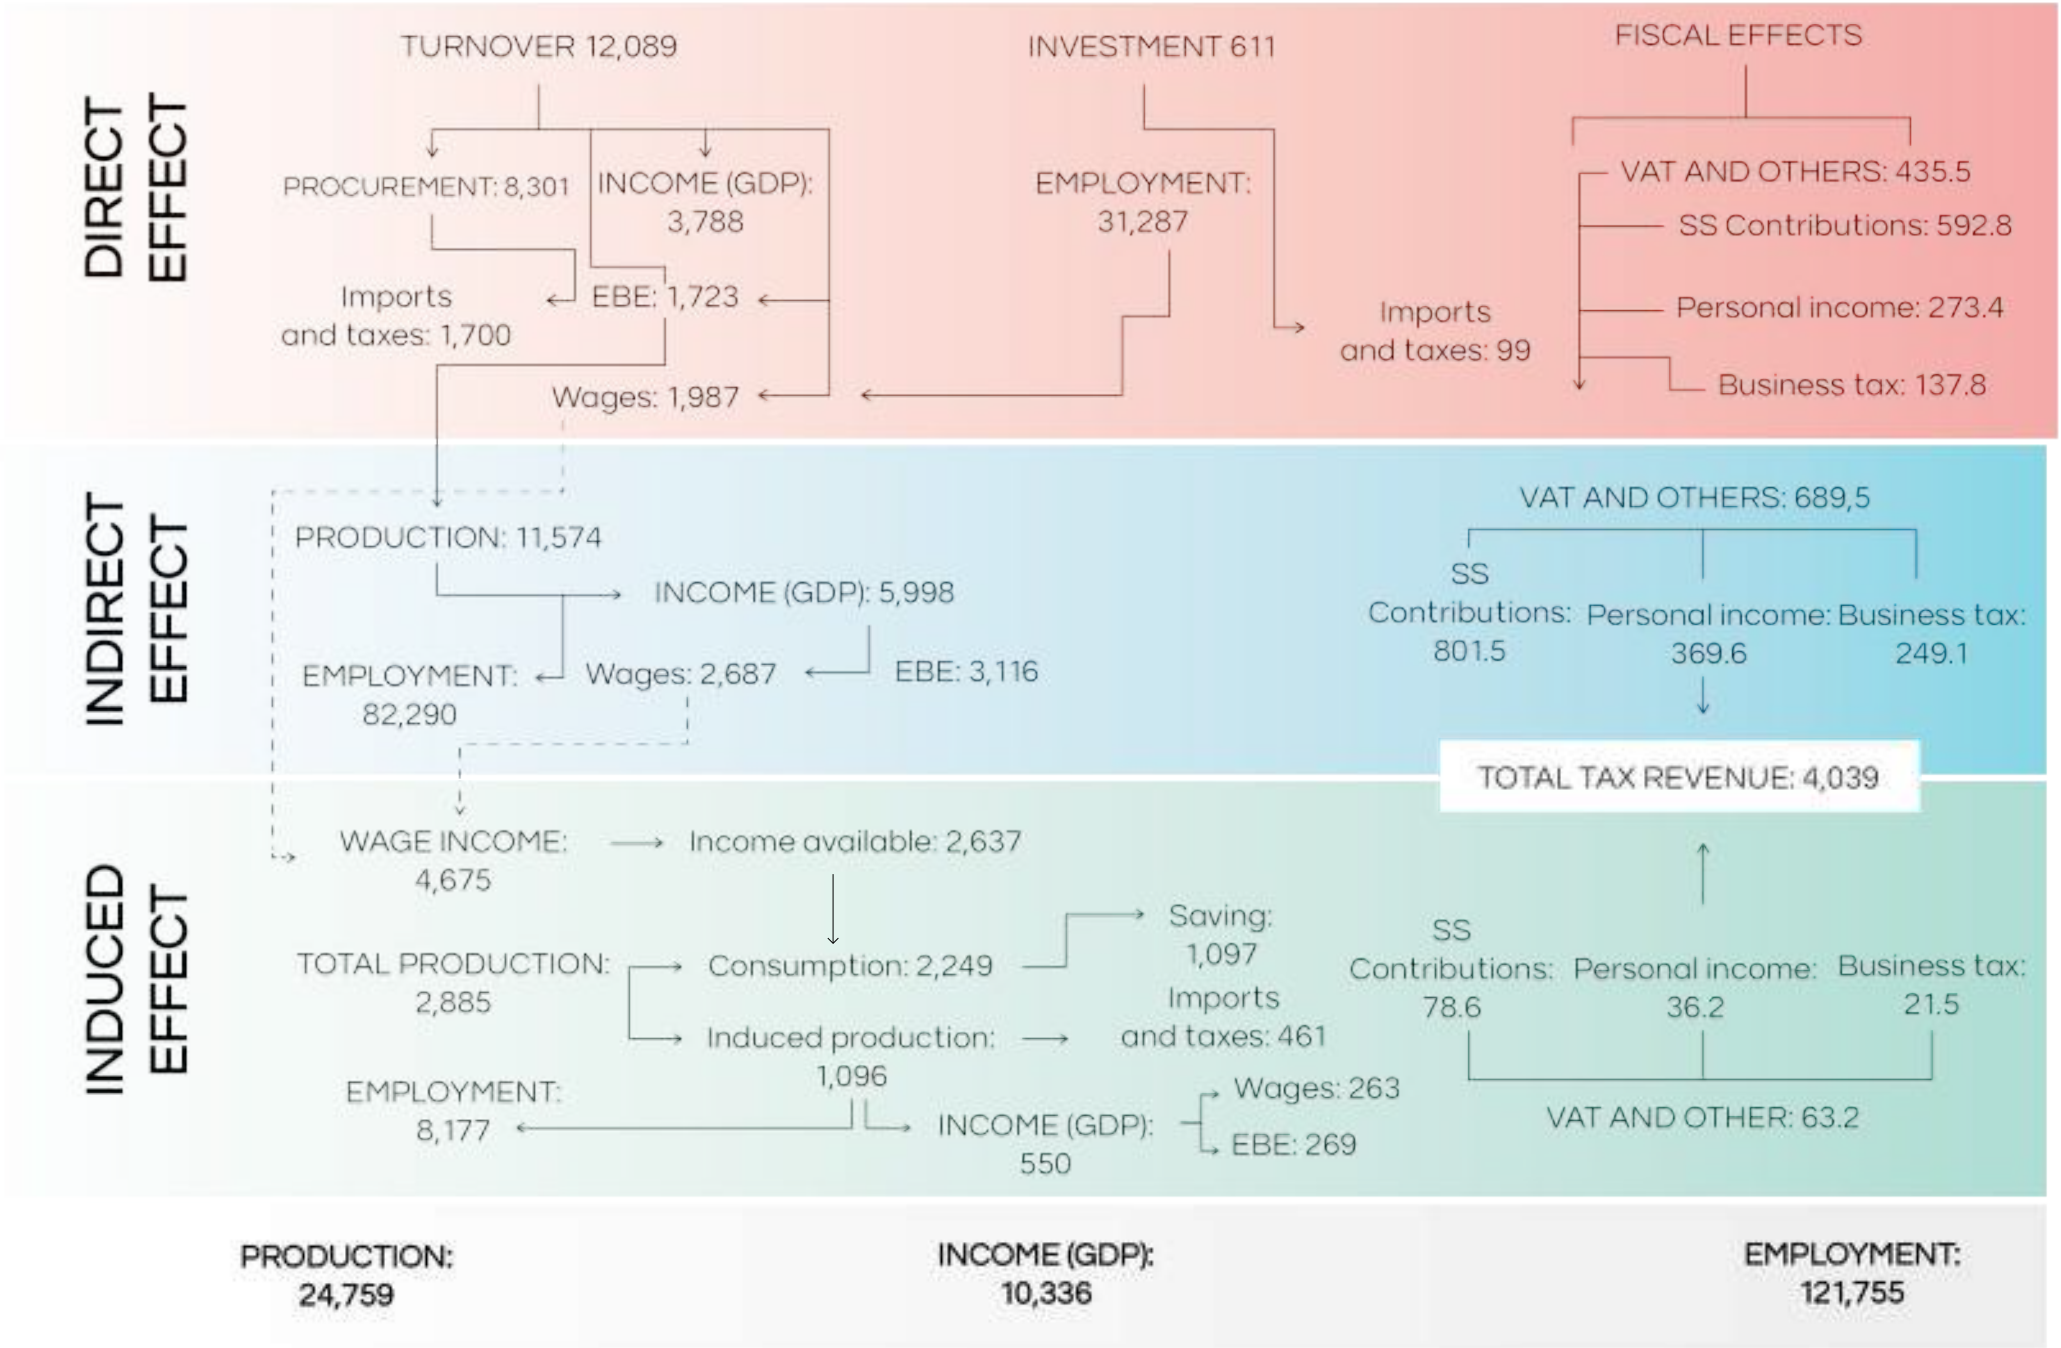 DIRECT
EFFECT
TURNOVER 12,089
INVESTMENT 611
FISCAL EFFECTS
PROCUREMENT: 8,301
INCOME (GDP):
3,788
EMPLOYMENT:
31,287
VAT AND OTHERS: 435.5
SS Contributions: 592.8
Imports
and taxes: 1,700
EBE: 1,723
Imports
and taxes: 99
Personal income: 273.4
Wages: 1,987
Business tax: 137.8
INDIRECT
EFFECT
PRODUCTION: 11,574
INCOME (GDP): 5,998
EMPLOYMENT:
82,290
Wages: 2,687
EBE: 3,116
VAT AND OTHERS: 689,5
SS
Contributions:
801.5
Personal income:
369.6
Business tax:
249.1
TOTAL TAX REVENUE: 4,039
INDUCED
EFFECT
WAGE INCOME:
4,675
Income available: 2,637
TOTAL PRODUCTION:
2,885
Consumption: 2,249
Saving:
1,097
Induced production:
1,096
Imports
and taxes: 461
EMPLOYMENT:
8,177
INCOME (GDP):
550
Wages: 263
EBE: 269
SS
Contributions:
78.6
Personal income:
36.2
Business tax:
21.5
VAT AND OTHER: 63.2
PRODUCTION:
24,759
INCOME (GDP):
10,336
EMPLOYMENT:
121,755